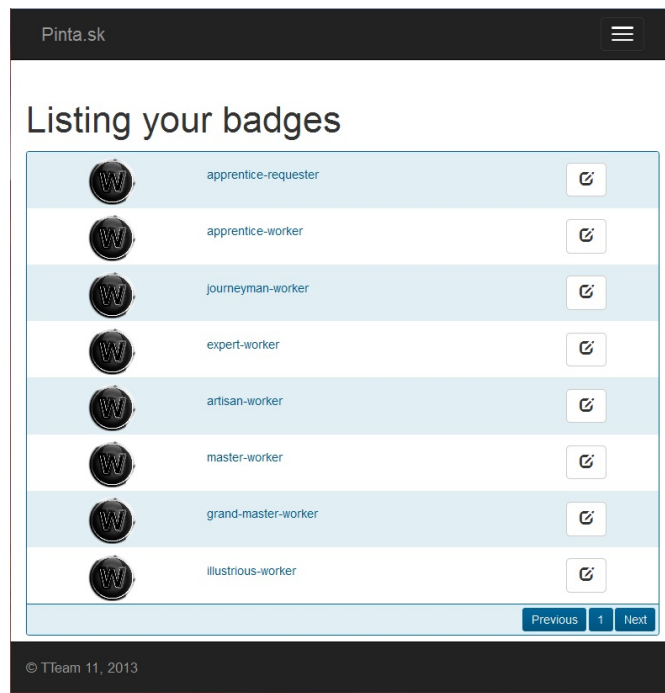 Pinta.sk
Listing your badges
W apprentice-requester
W apprentice-worker
W journeyman-worker
W expert-worker
W artisan-worker
W master-worker
W grand-master-worker
W illustrious-worker
Previous 1 Next
© TTeam 11, 2013